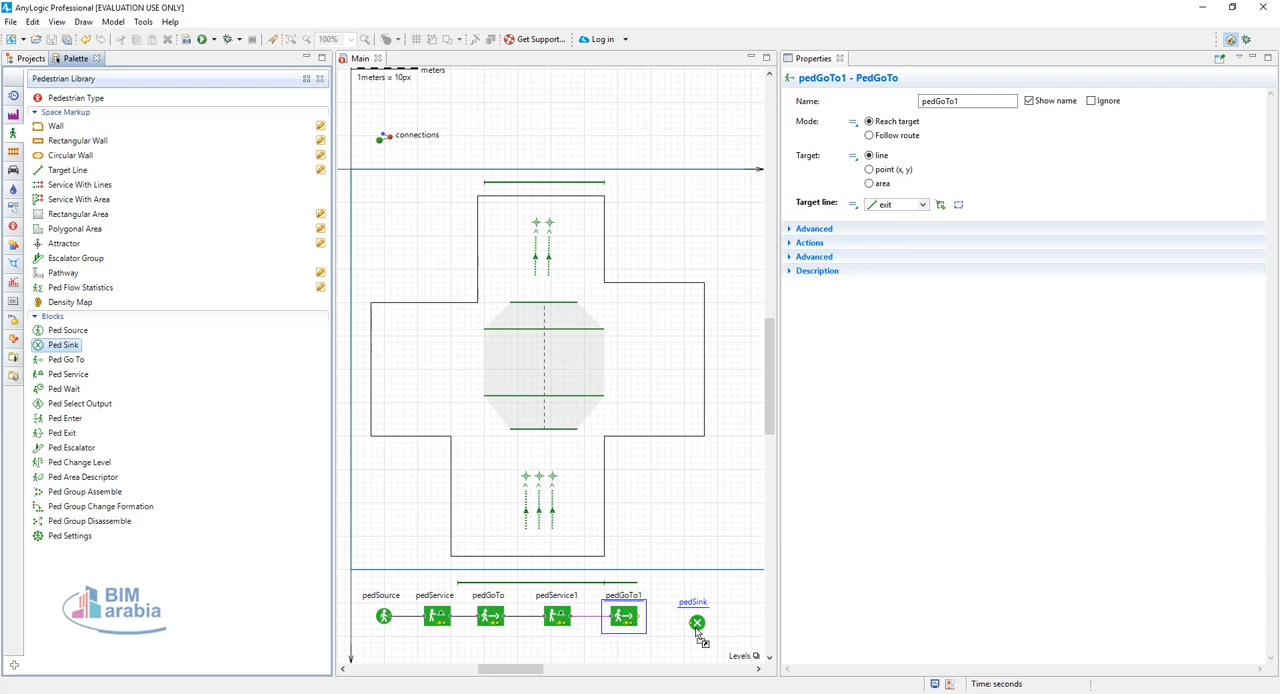 AnyLogic Professional [EVALUATION USE ONLY]
File Edit View Draw Model Tools Help
100% Get Support... Log in
Projects Palette
Pedestrian Library
Pedestrian Type
Space Markup
Wall
Rectangular Wall
Circular Wall
Target Line
Service With Lines
Service With Area
Rectangular Area
Polygonal Area
Attractor
Escalator Group
Pathway
Ped Flow Statistics
Density Map
Blocks
Ped Source
Ped Sink
Ped Go To
Ped Service
Ped Wait
Ped Select Output
Ped Enter
Ped Exit
Ped Escalator
Ped Change Level
Ped Area Descriptor
Ped Group Assemble
Ped Group Change Formation
Ped Group Disassemble
Ped Settings
BIM
arabia
Main
meters
1meters = 10px
connections
pedSource pedService pedGoTo pedService1 pedGoTo1 pedSink
Levels
Properties
pedGoTo1 - PedGoTo
Name: pedGoTo1 Show name Ignore
Mode: Reach target
Follow route
Target: line
point (x, y)
area
Target line: exit
Advanced
Actions
Advanced
Description
Time: seconds